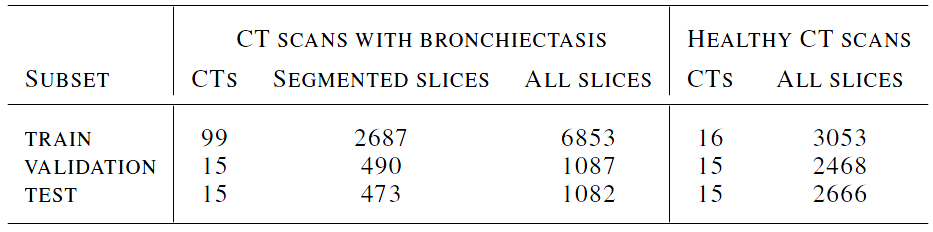 CT SCANS WITH BRONCHIECTASIS HEALTHY CT SCANS
SUBSET CTS SEGMENTED SLICES ALL SLICES CTS ALL SLICES
TRAIN 99 2687 6853 16 3053
VALIDATION 15 490 1087 15 2468
TEST 15 473 1082 15 2666